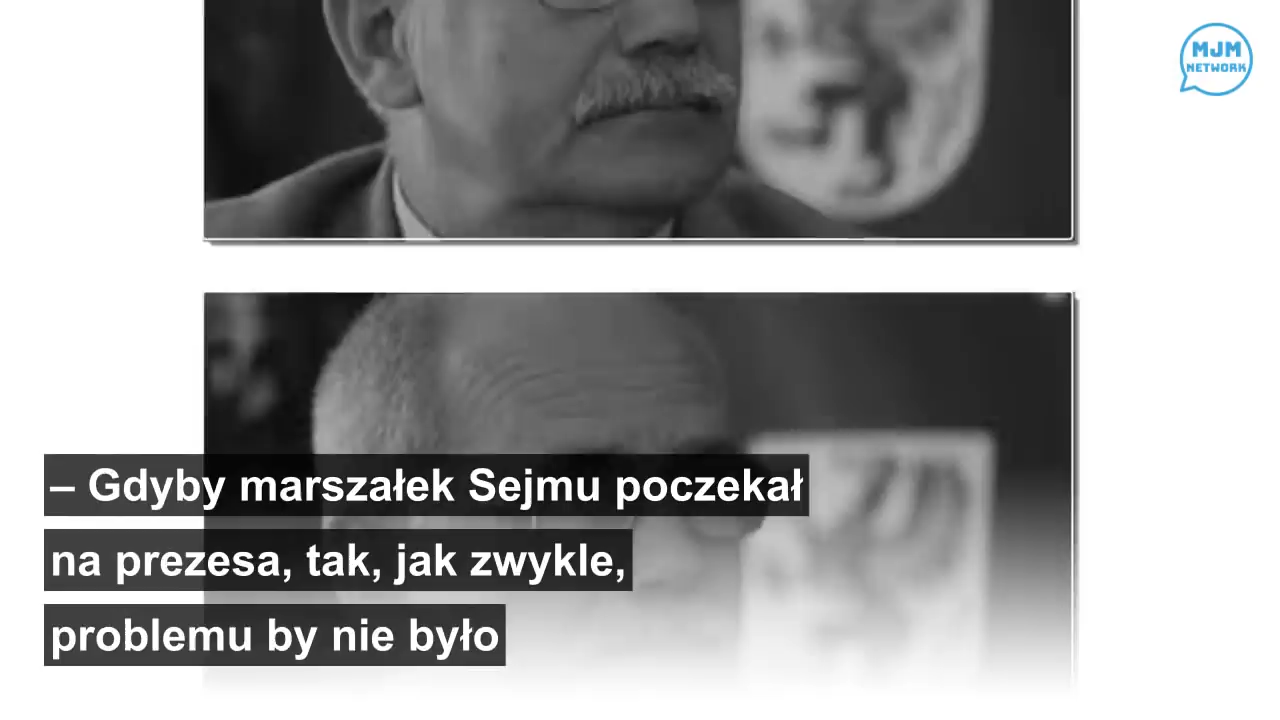 MJM
NETWORK
– Gdyby marszałek Sejmu poczekał
na prezesa, tak, jak zwykle,
problemu by nie było